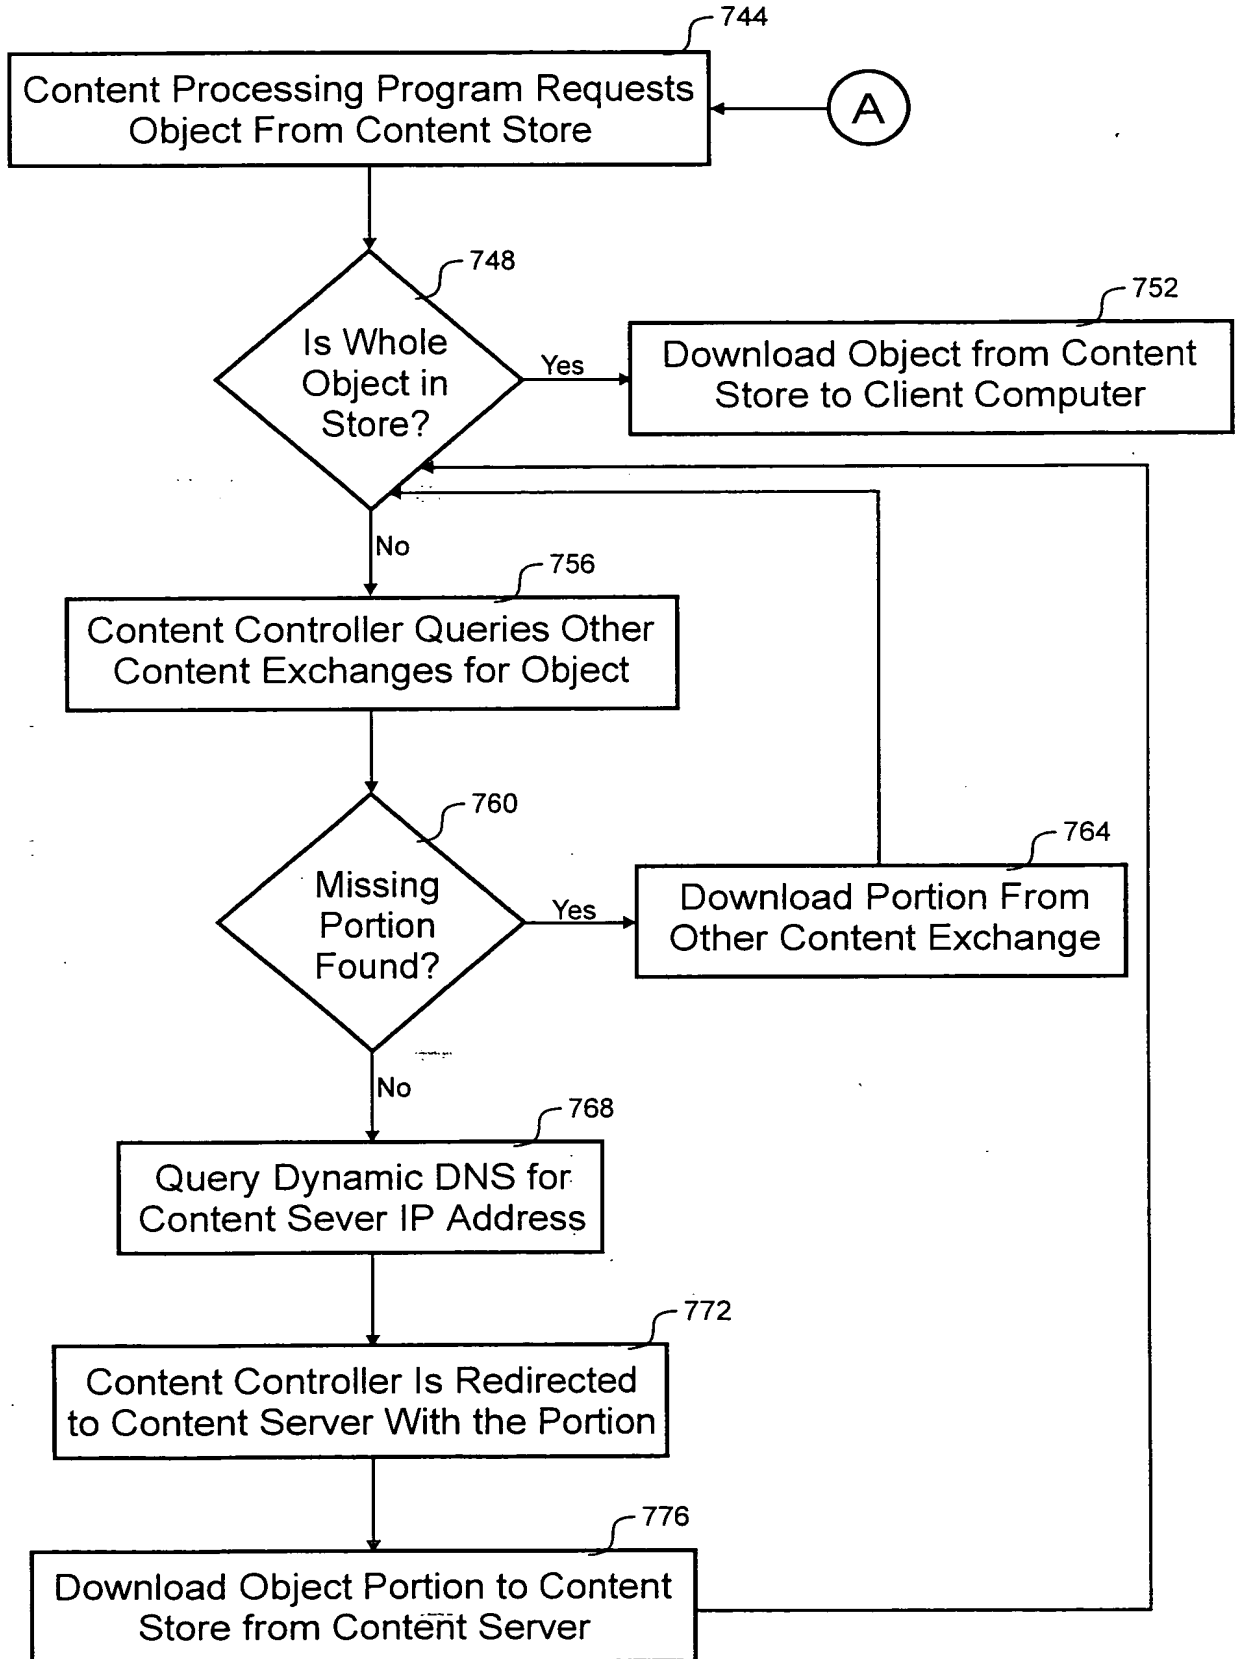 744
Content Processing Program Requests
Object From Content Store
A
748
Is Whole
Object in
Store?
Yes
752
Download Object from Content
Store to Client Computer
No
756
Content Controller Queries Other
Content Exchanges for Object
760
Missing
Portion
Found?
Yes
764
Download Portion From
Other Content Exchange
No
768
Query Dynamic DNS for
Content Sever IP Address
772
Content Controller Is Redirected
to Content Server With the Portion
776
Download Object Portion to Content
Store from Content Server